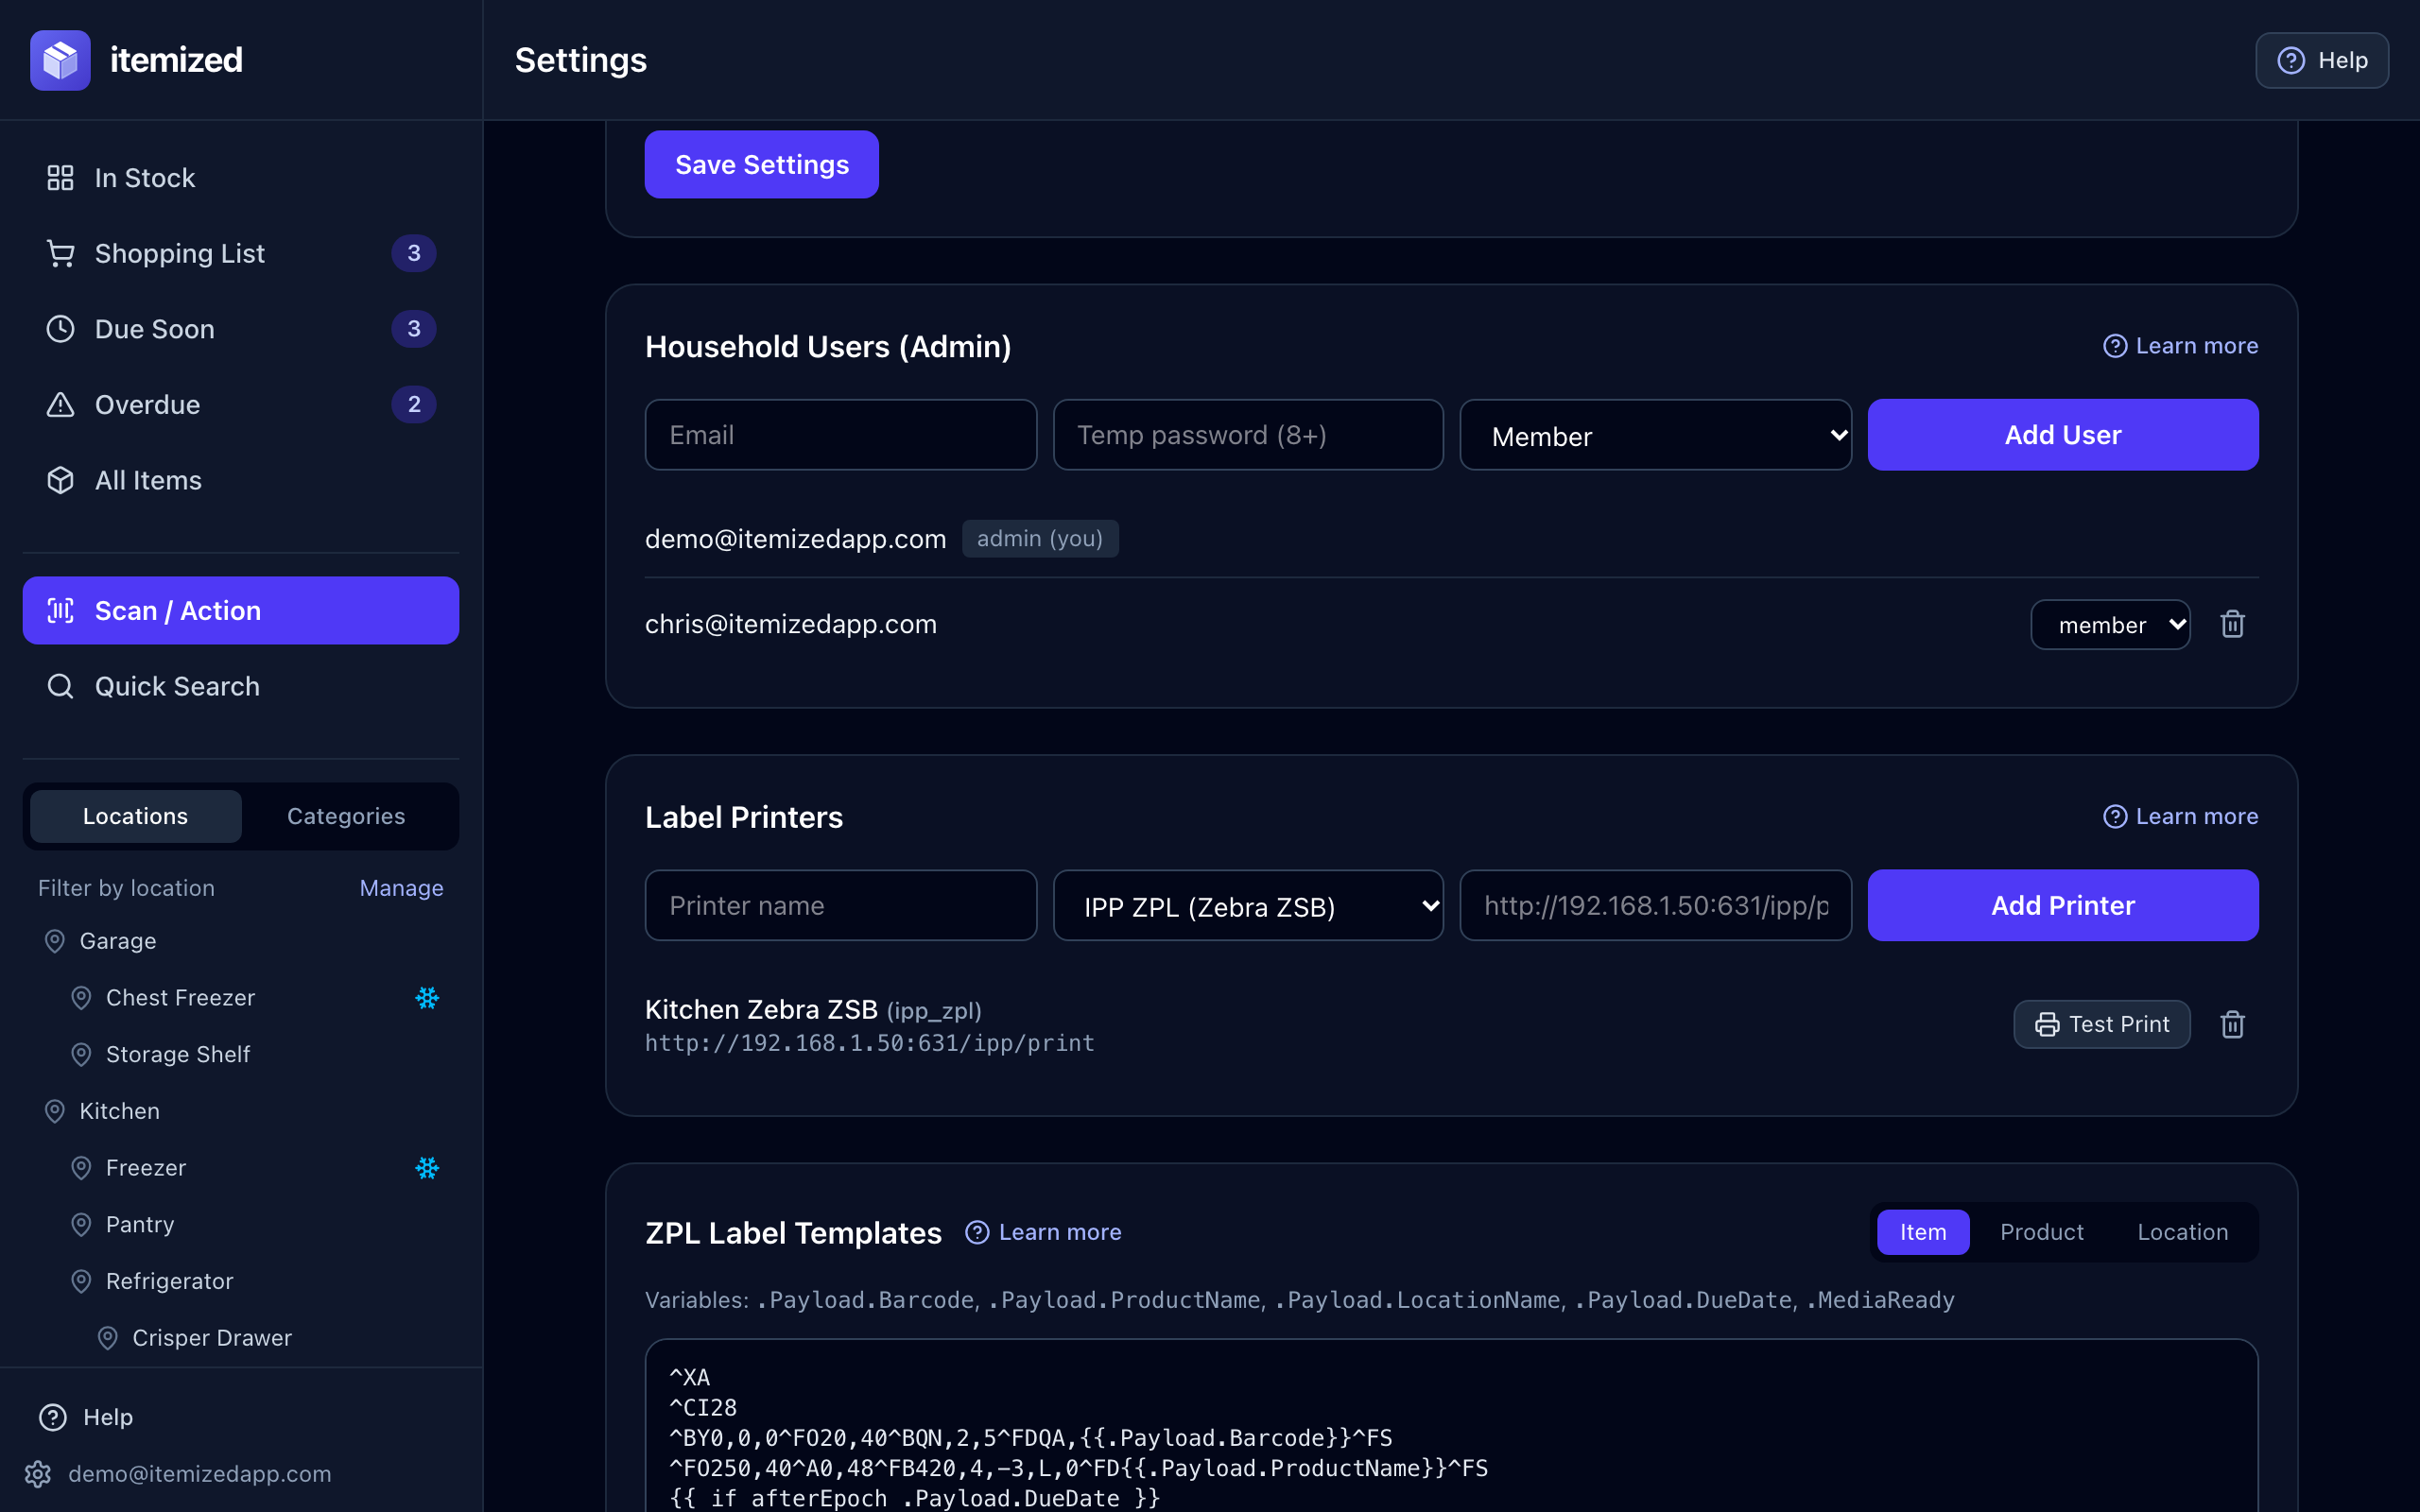 itemized
Settings
Help
In Stock
Shopping List 3
Due Soon 3
Overdue 2
All Items
Scan / Action
Quick Search
Locations Categories
Filter by location Manage
Garage
Chest Freezer
Storage Shelf
Kitchen
Freezer
Pantry
Refrigerator
Crisper Drawer
Help
demo@itemizedapp.com
Save Settings
Household Users (Admin) Learn more
Email Temp password (8+) Member Add User
demo@itemizedapp.com admin (you)
chris@itemizedapp.com member
Label Printers Learn more
Printer name IPP ZPL (Zebra ZSB) http://192.168.1.50:631/ipp/p Add Printer
Kitchen Zebra ZSB (ipp_zpl)
http://192.168.1.50:631/ipp/print
Test Print
ZPL Label Templates Learn more Item Product Location
Variables: .Payload.Barcode, .Payload.ProductName, .Payload.LocationName, .Payload.DueDate, .MediaReady
^XA
^CI28
^BY0,0,0^FO20,40^BQN,2,5^FDQA,{{.Payload.Barcode}}^FS
^FO250,40^A0,48^FB420,4,-3,L,0^FD{{.Payload.ProductName}}^FS
{{ if afterEpoch .Payload.DueDate }}